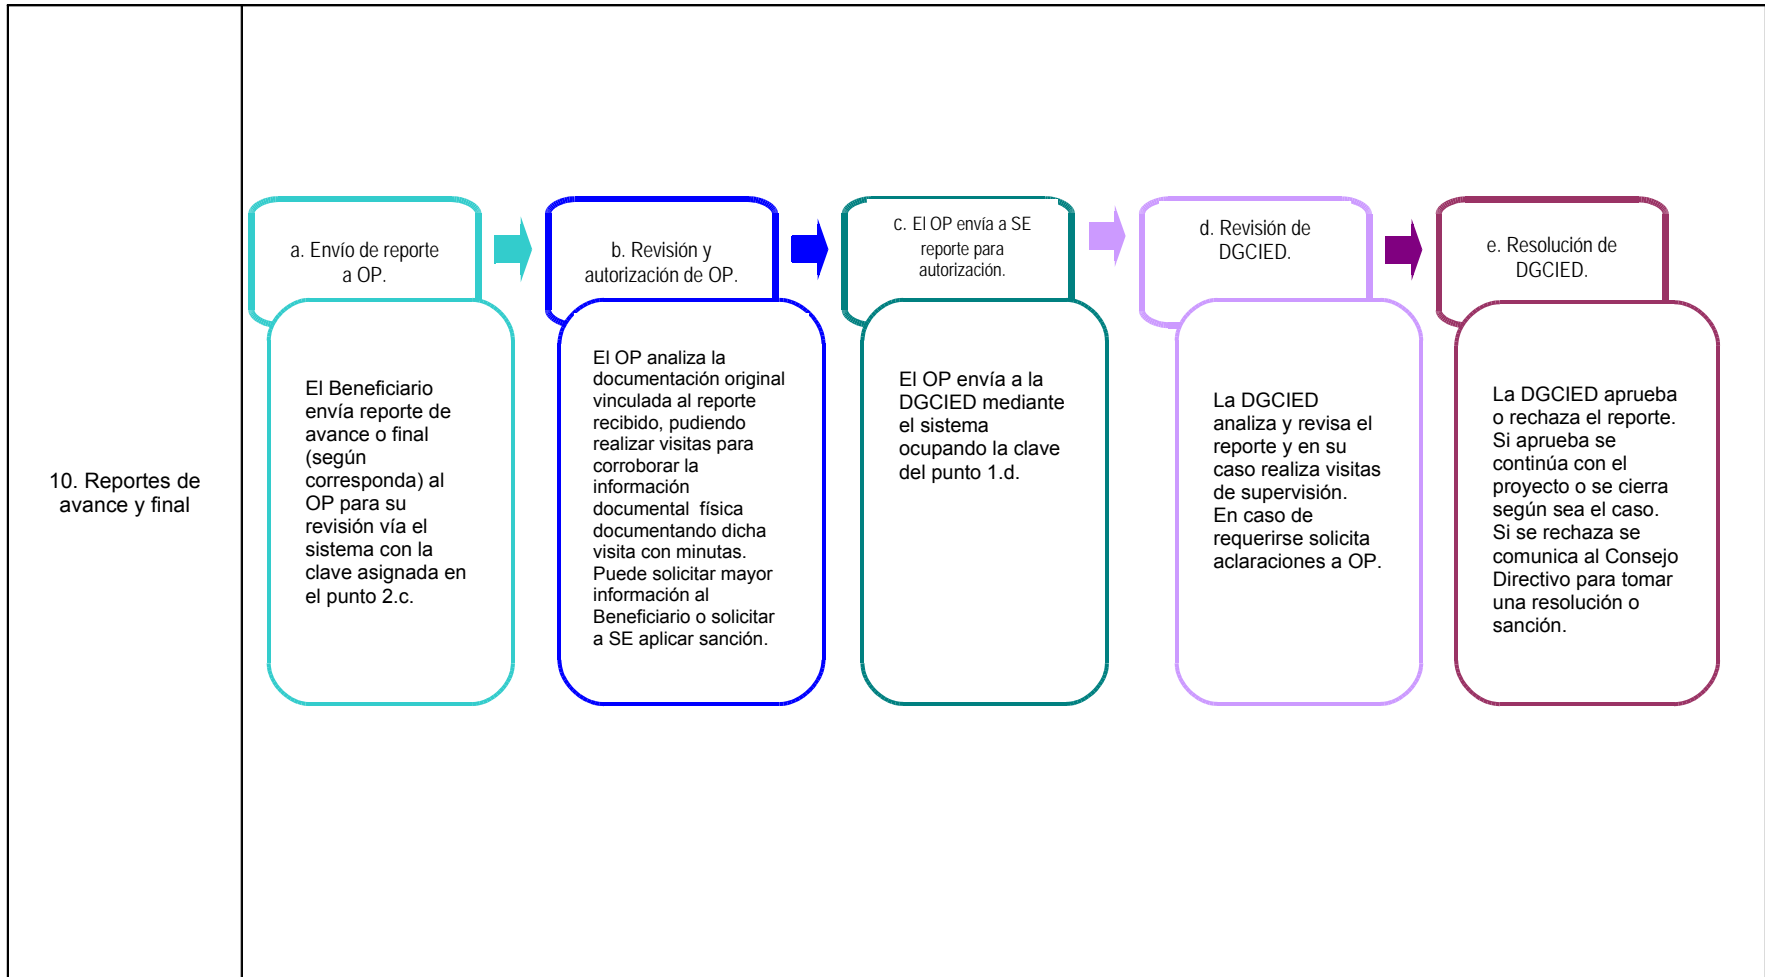 10. Reportes de
avance y final
a. Envío de reporte
a OP.
El Beneficiario
envía reporte de
avance o final
(según
corresponda) al
OP para su
revisión vía el
sistema con la
clave asignada en
el punto 2.c.
b. Revisión y
autorización de OP.
El OP analiza la
documentación original
vinculada al reporte
recibido, pudiendo
realizar visitas para
corroborar la
información
documental física
documentando dicha
visita con minutas.
Puede solicitar mayor
información al
Beneficiario o solicitar
a SE aplicar sanción.
c. El OP envía a SE
reporte para
autorización.
El OP envía a la
DGCIED mediante
el sistema
ocupando la clave
del punto 1.d.
d. Revisión de
DGCIED.
La DGCIED
analiza y revisa el
reporte y en su
caso realiza visitas
de supervisión.
En caso de
requerirse solicita
aclaraciones a OP.
e. Resolución de
DGCIED.
La DGCIED aprueba
o rechaza el reporte.
Si aprueba se
continúa con el
proyecto o se cierra
según sea el caso.
Si se rechaza se
comunica al Consejo
Directivo para tomar
una resolución o
sanción.